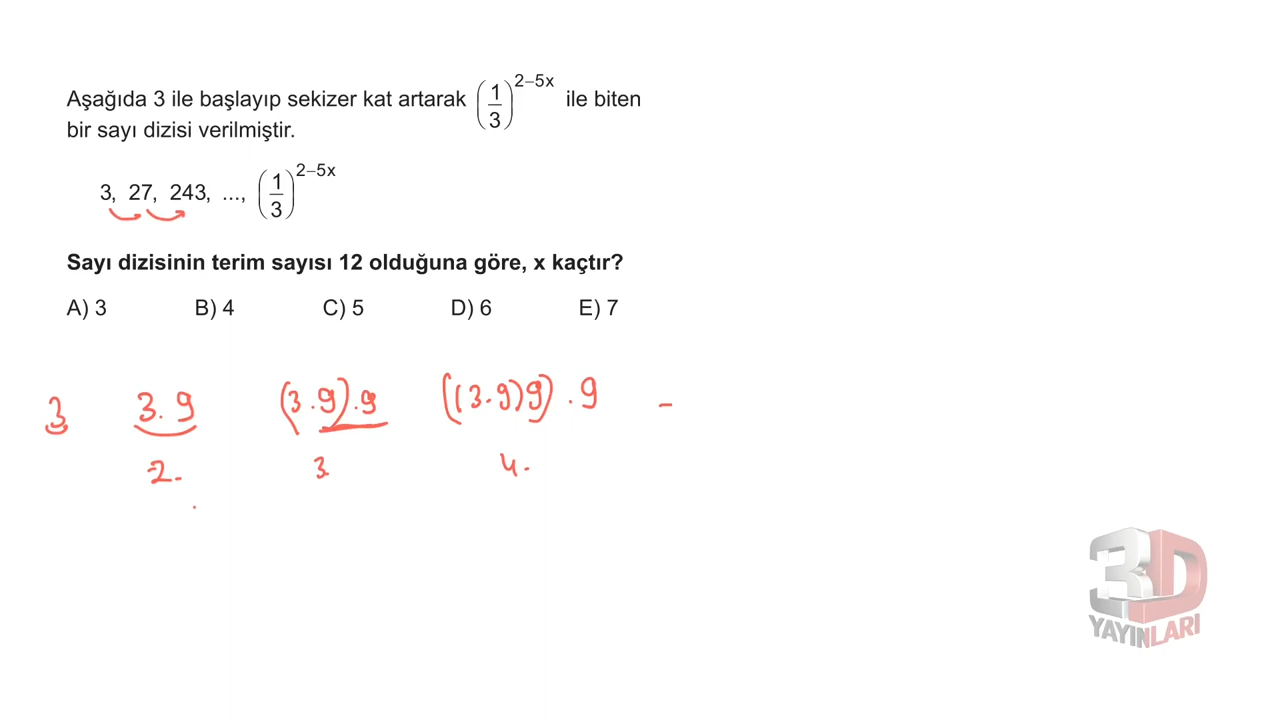 Aşağıda 3 ile başlayıp sekizer kat artarak (1/3)^(2–5x) ile biten
bir sayı dizisi verilmiştir.
3, 27, 243, ..., (1/3)^(2–5x)
Sayı dizisinin terim sayısı 12 olduğuna göre, x kaçtır?
A) 3 B) 4 C) 5 D) 6 E) 7
3 3.9 (3.9).9 ((3.9)9).9 -
2. 3 4.
3D
YAYINLARI